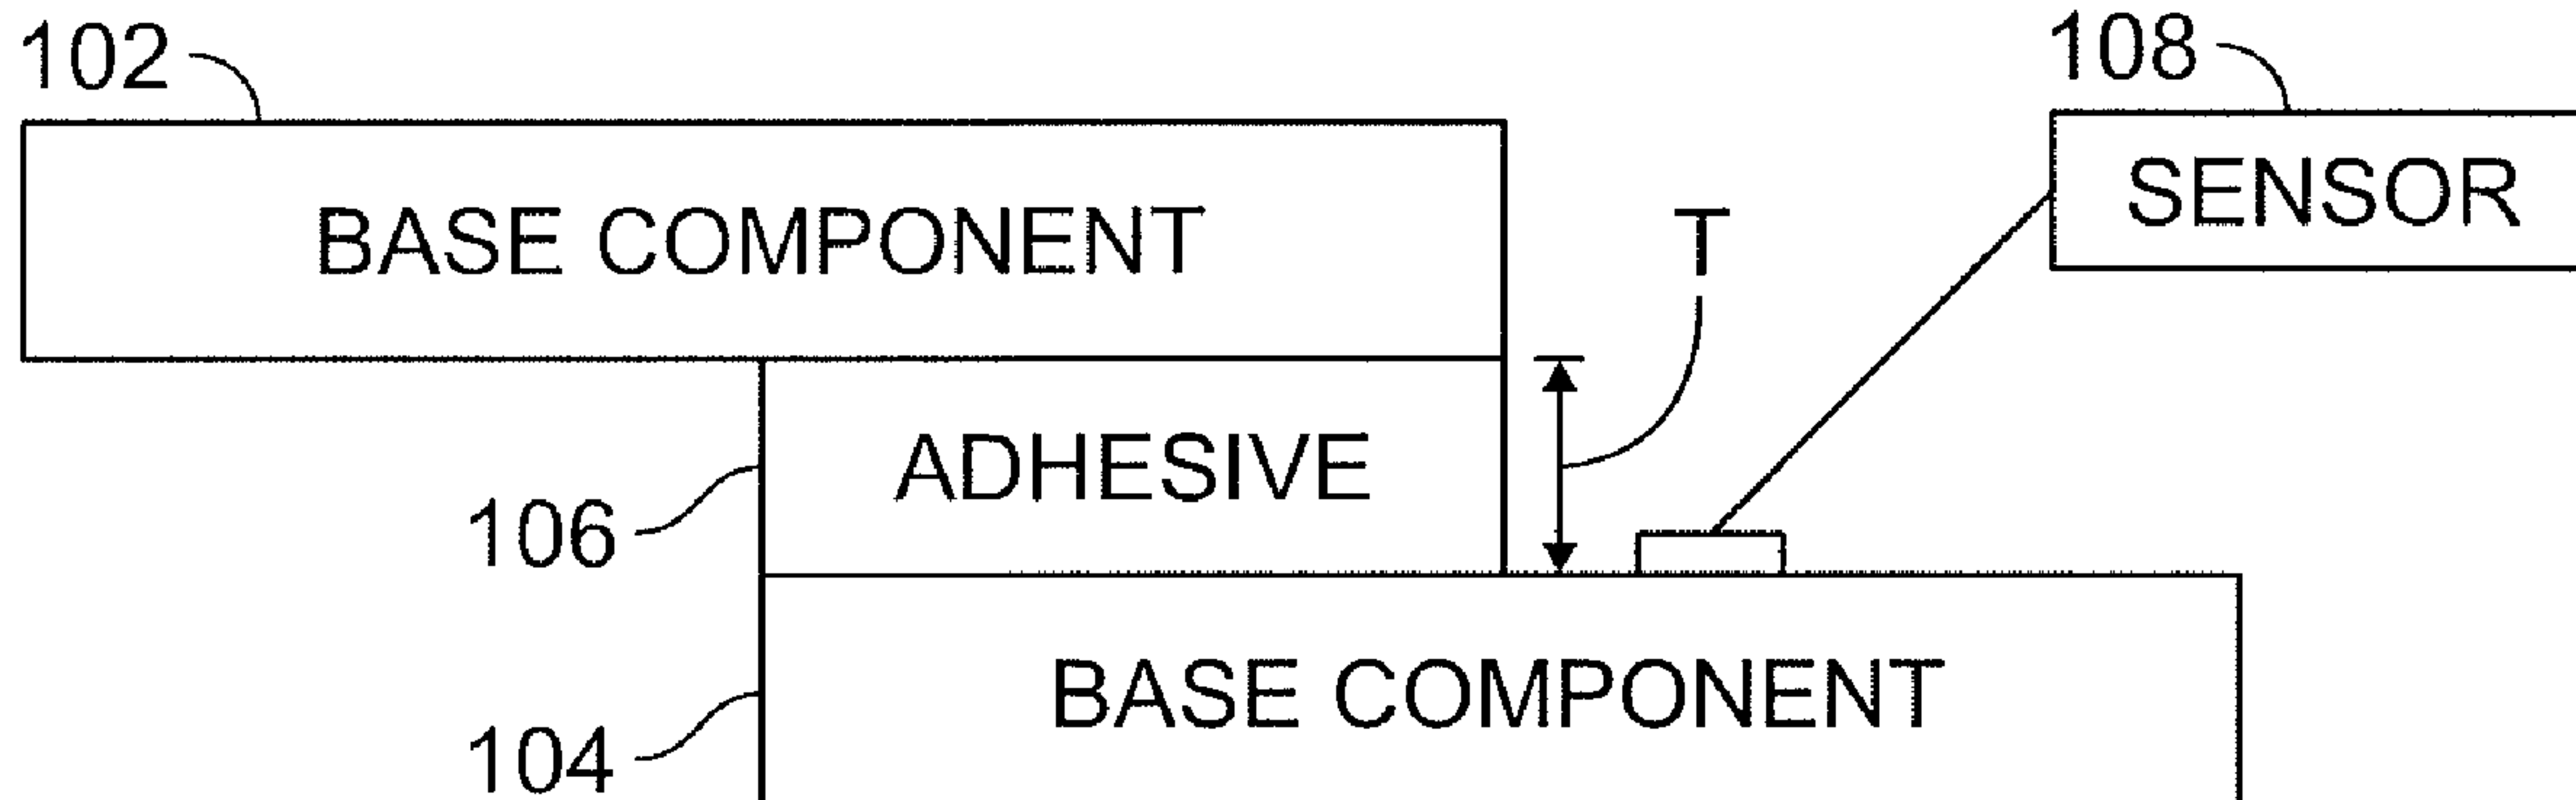 102
108
SENSOR
BASE COMPONENT
T
ADHESIVE
106
BASE COMPONENT
104